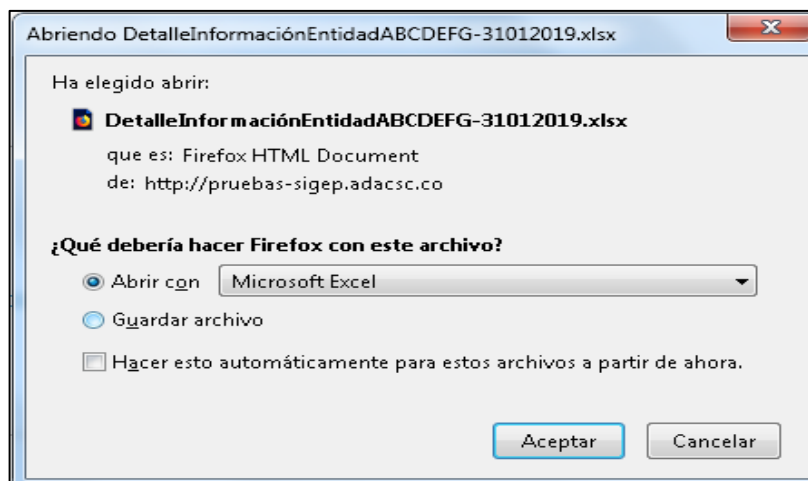 Abriendo DetalleInformaciónEntidadABCDEFG-31012019.xlsx
Ha elegido abrir:
DetalleInformaciónEntidadABCDEFG-31012019.xlsx
que es: Firefox HTML Document
de: http://pruebas-sigep.adacsc.co
¿Qué debería hacer Firefox con este archivo?
Abrir con Microsoft Excel
Guardar archivo
Hacer esto automáticamente para estos archivos a partir de ahora.
Aceptar Cancelar